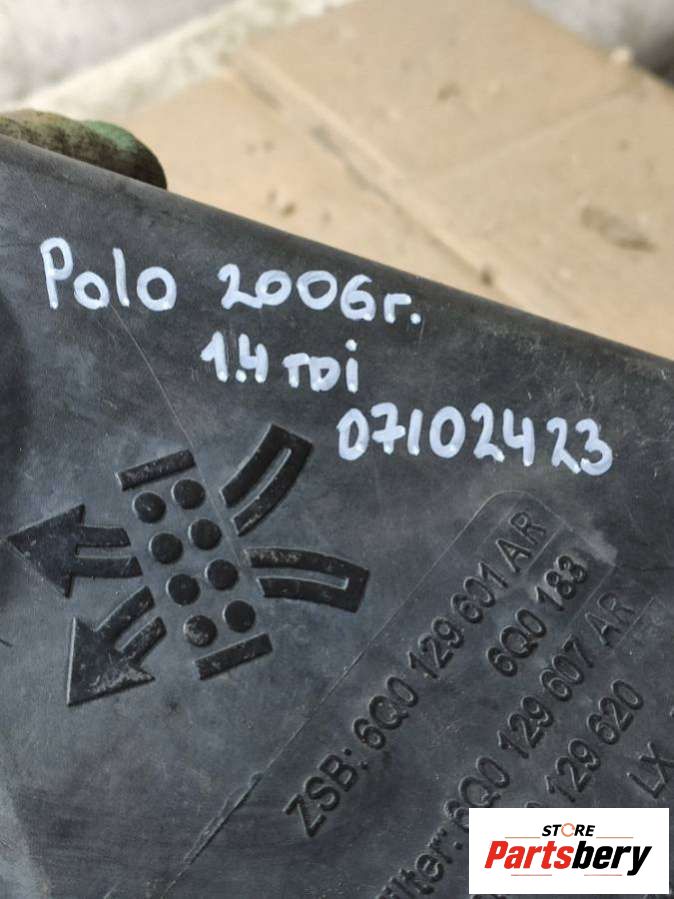 Polo 2006г.
1.4 TDi
07102423
ZSB: 6Q0 129 601 AR
6Q0 183
ilter: 6Q0 129 607 AR
129 620
LX
STORE
Partsbery